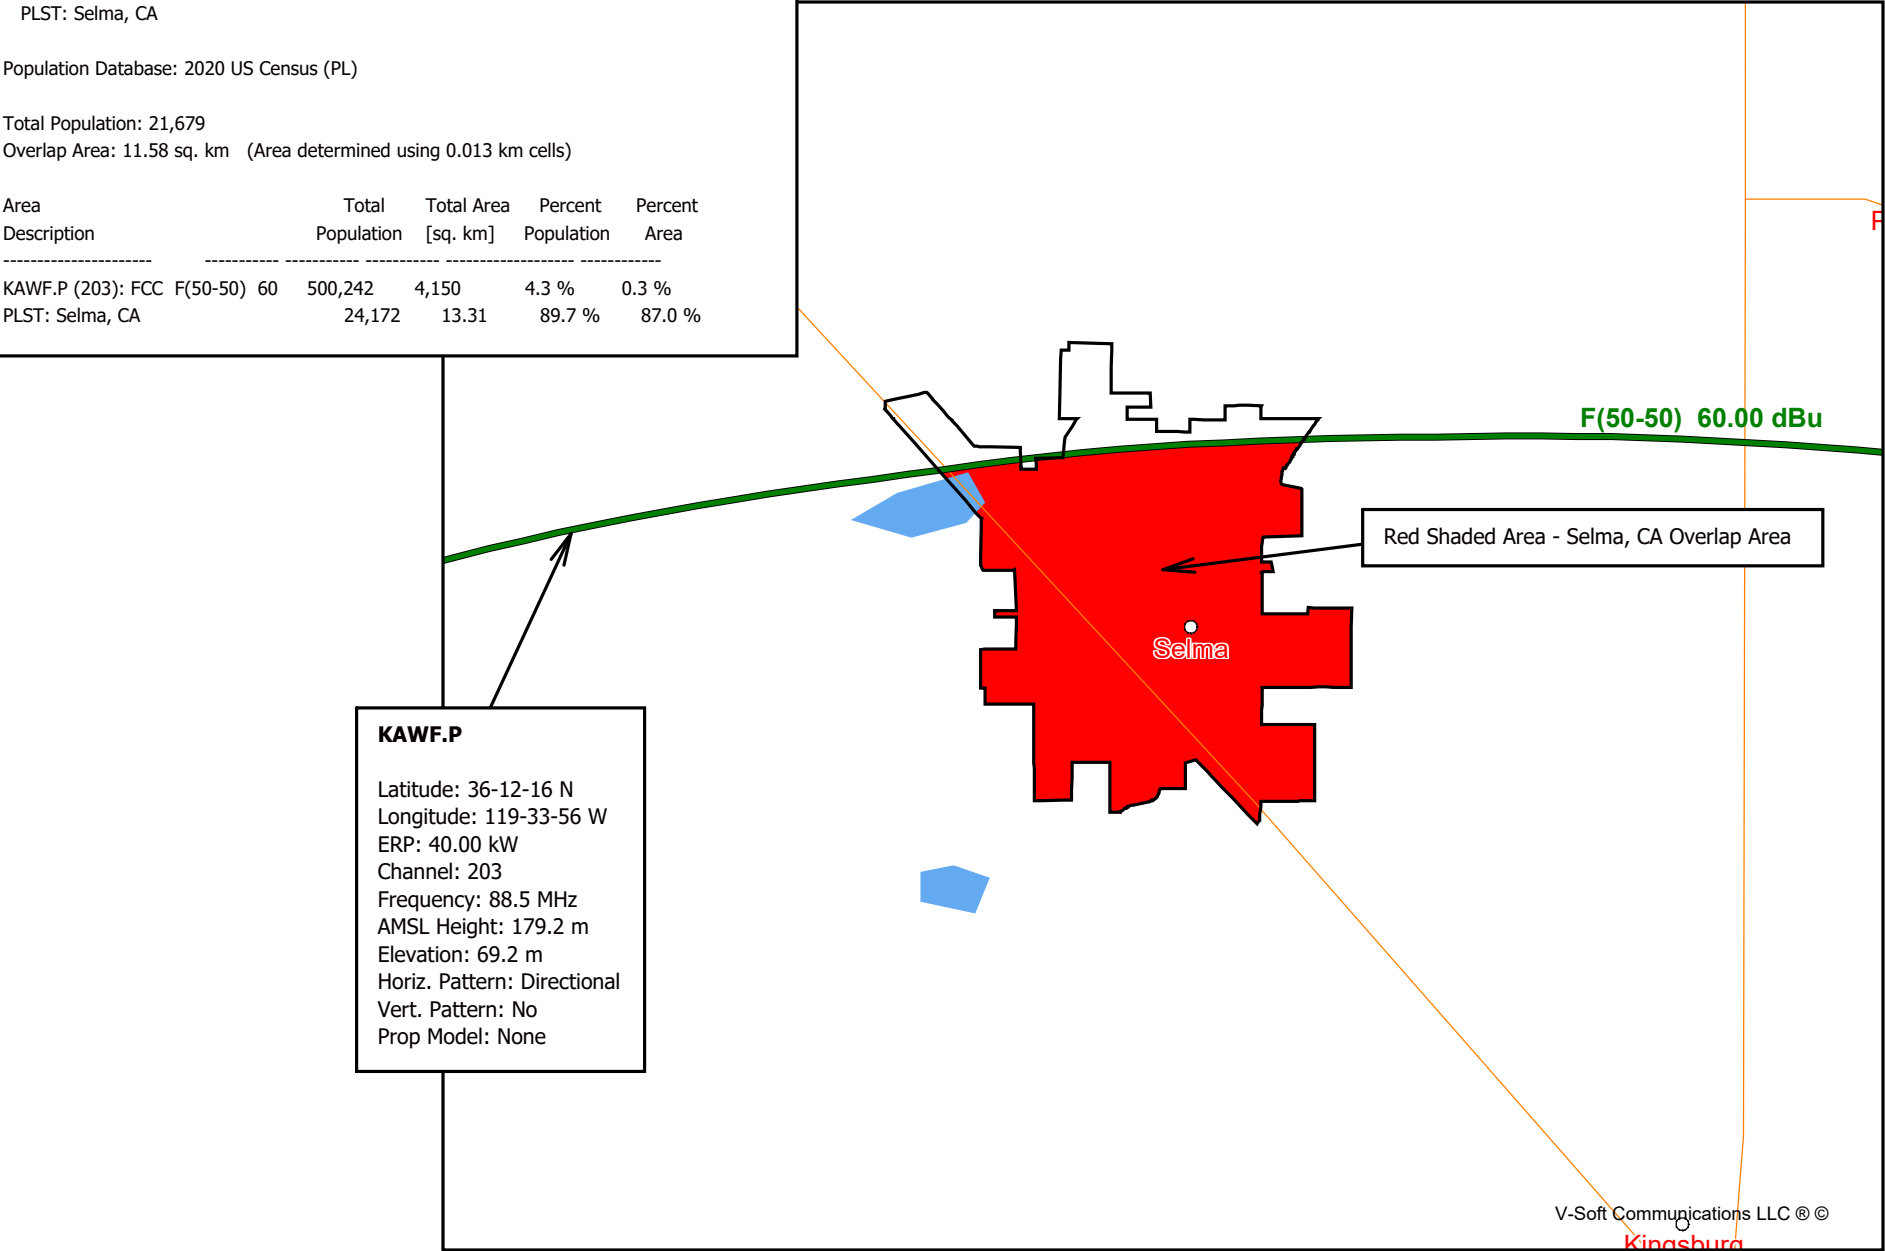 PLST: Selma, CA
Population Database: 2020 US Census (PL)
Total Population: 21,679
Overlap Area: 11.58 sq. km (Area determined using 0.013 km cells)
Area Total Total Area Percent Percent
Description Population [sq. km] Population Area
---------------------- ----------- ----------- ----------- ------------------- ------------
KAWF.P (203): FCC F(50-50) 60 500,242 4,150 4.3 % 0.3 %
PLST: Selma, CA 24,172 13.31 89.7 % 87.0 %
F
F(50-50) 60.00 dBu
Red Shaded Area - Selma, CA Overlap Area
Selma
KAWF.P
Latitude: 36-12-16 N
Longitude: 119-33-56 W
ERP: 40.00 kW
Channel: 203
Frequency: 88.5 MHz
AMSL Height: 179.2 m
Elevation: 69.2 m
Horiz. Pattern: Directional
Vert. Pattern: No
Prop Model: None
V-Soft Communications LLC ® ©
Kingsburg